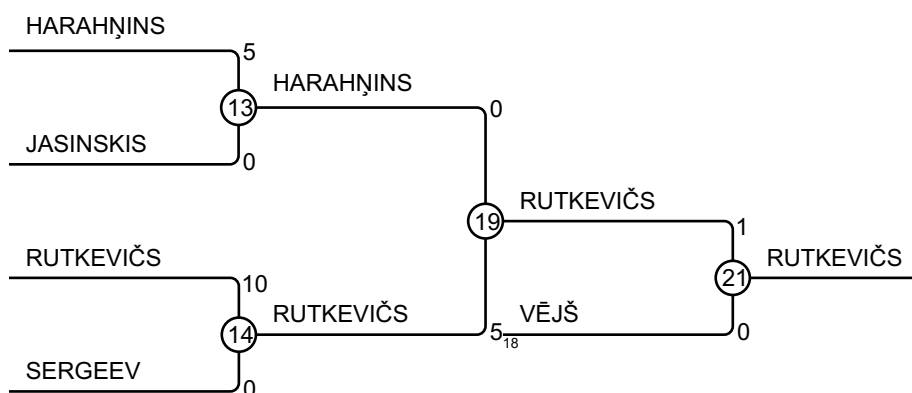 HARAHŅINS
5
13
HARAHŅINS
0
JASINSKIS
0
19
RUTKEVIČS
1
RUTKEVIČS
10
21
RUTKEVIČS
14
RUTKEVIČS
5
18
VĒJŠ
0
SERGEEV
0